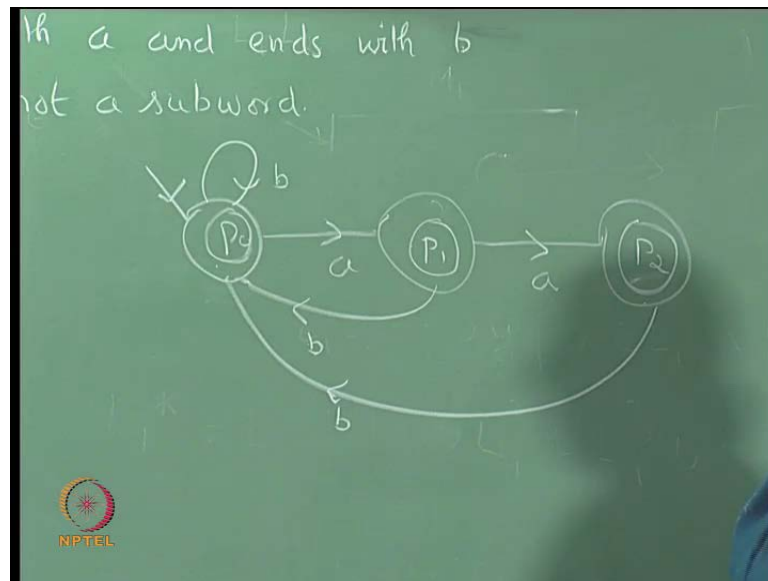 th a and ends with b
not a subword.
b
P₀ a P₁ a P₂
b
b
NPTEL